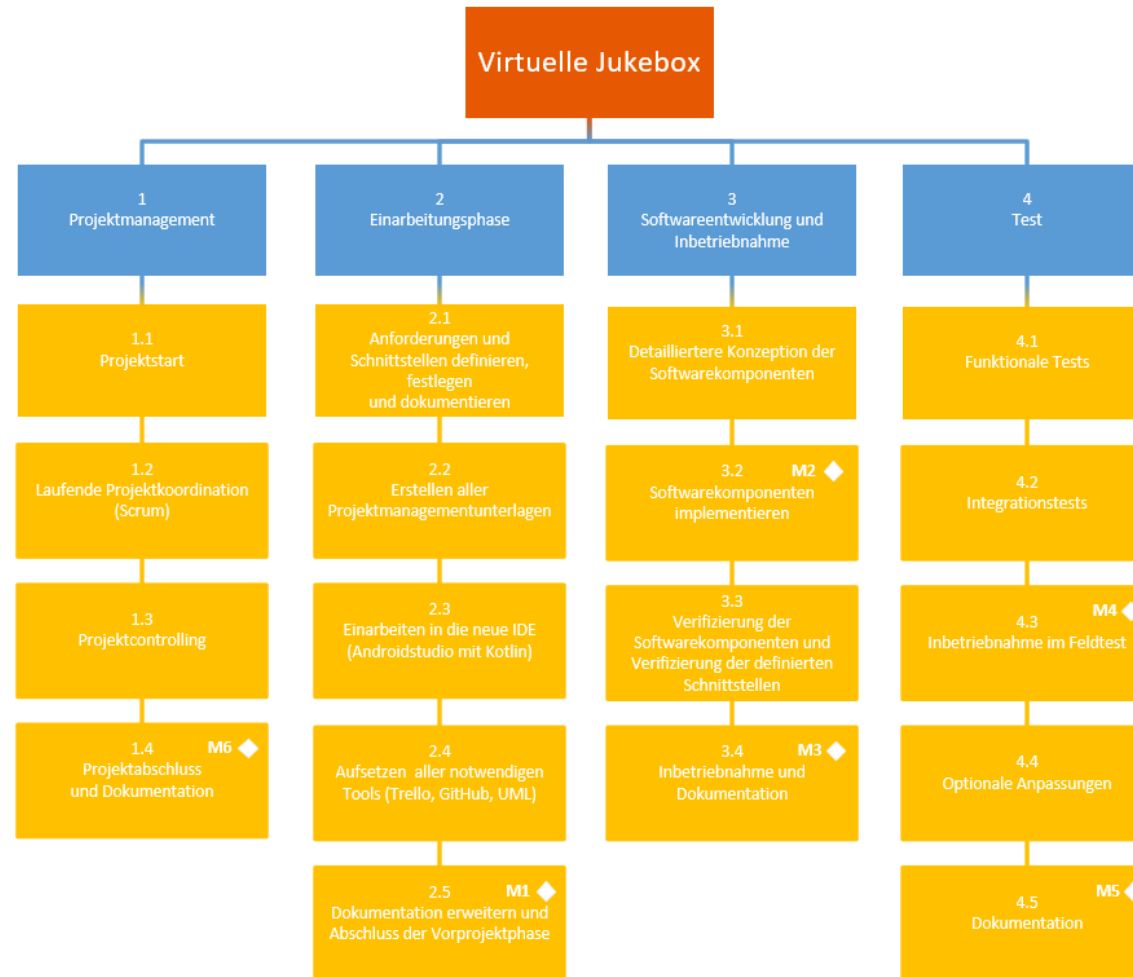 Virtuelle Jukebox
1
Projektmanagement
2
Einarbeitungsphase
3
Softwareentwicklung und
Inbetriebnahme
4
Test
1.1
Projektstart
2.1
Anforderungen und
Schnittstellen definieren,
festlegen
und dokumentieren
3.1
Detailliertere Konzeption der
Softwarekomponenten
4.1
Funktionale Tests
1.2
Laufende Projektkoordination
(Scrum)
2.2
Erstellen aller
Projektmanagementunterlagen
3.2 M2
Softwarekomponenten
implementieren
4.2
Integrationstests
1.3
Projektcontrolling
2.3
Einarbeiten in die neue IDE
(Androidstudio mit Kotlin)
3.3
Verifizierung der
Softwarekomponenten und
Verifizierung der definierten
Schnittstellen
4.3 M4
Inbetriebnahme im Feldtest
1.4 M6
Projektabschluss
und Dokumentation
2.4
Aufsetzen aller notwendigen
Tools (Trello, GitHub, UML)
3.4 M3
Inbetriebnahme und
Dokumentation
4.4
Optionale Anpassungen
2.5 M1
Dokumentation erweitern und
Abschluss der Vorprojektphase
4.5 M5
Dokumentation